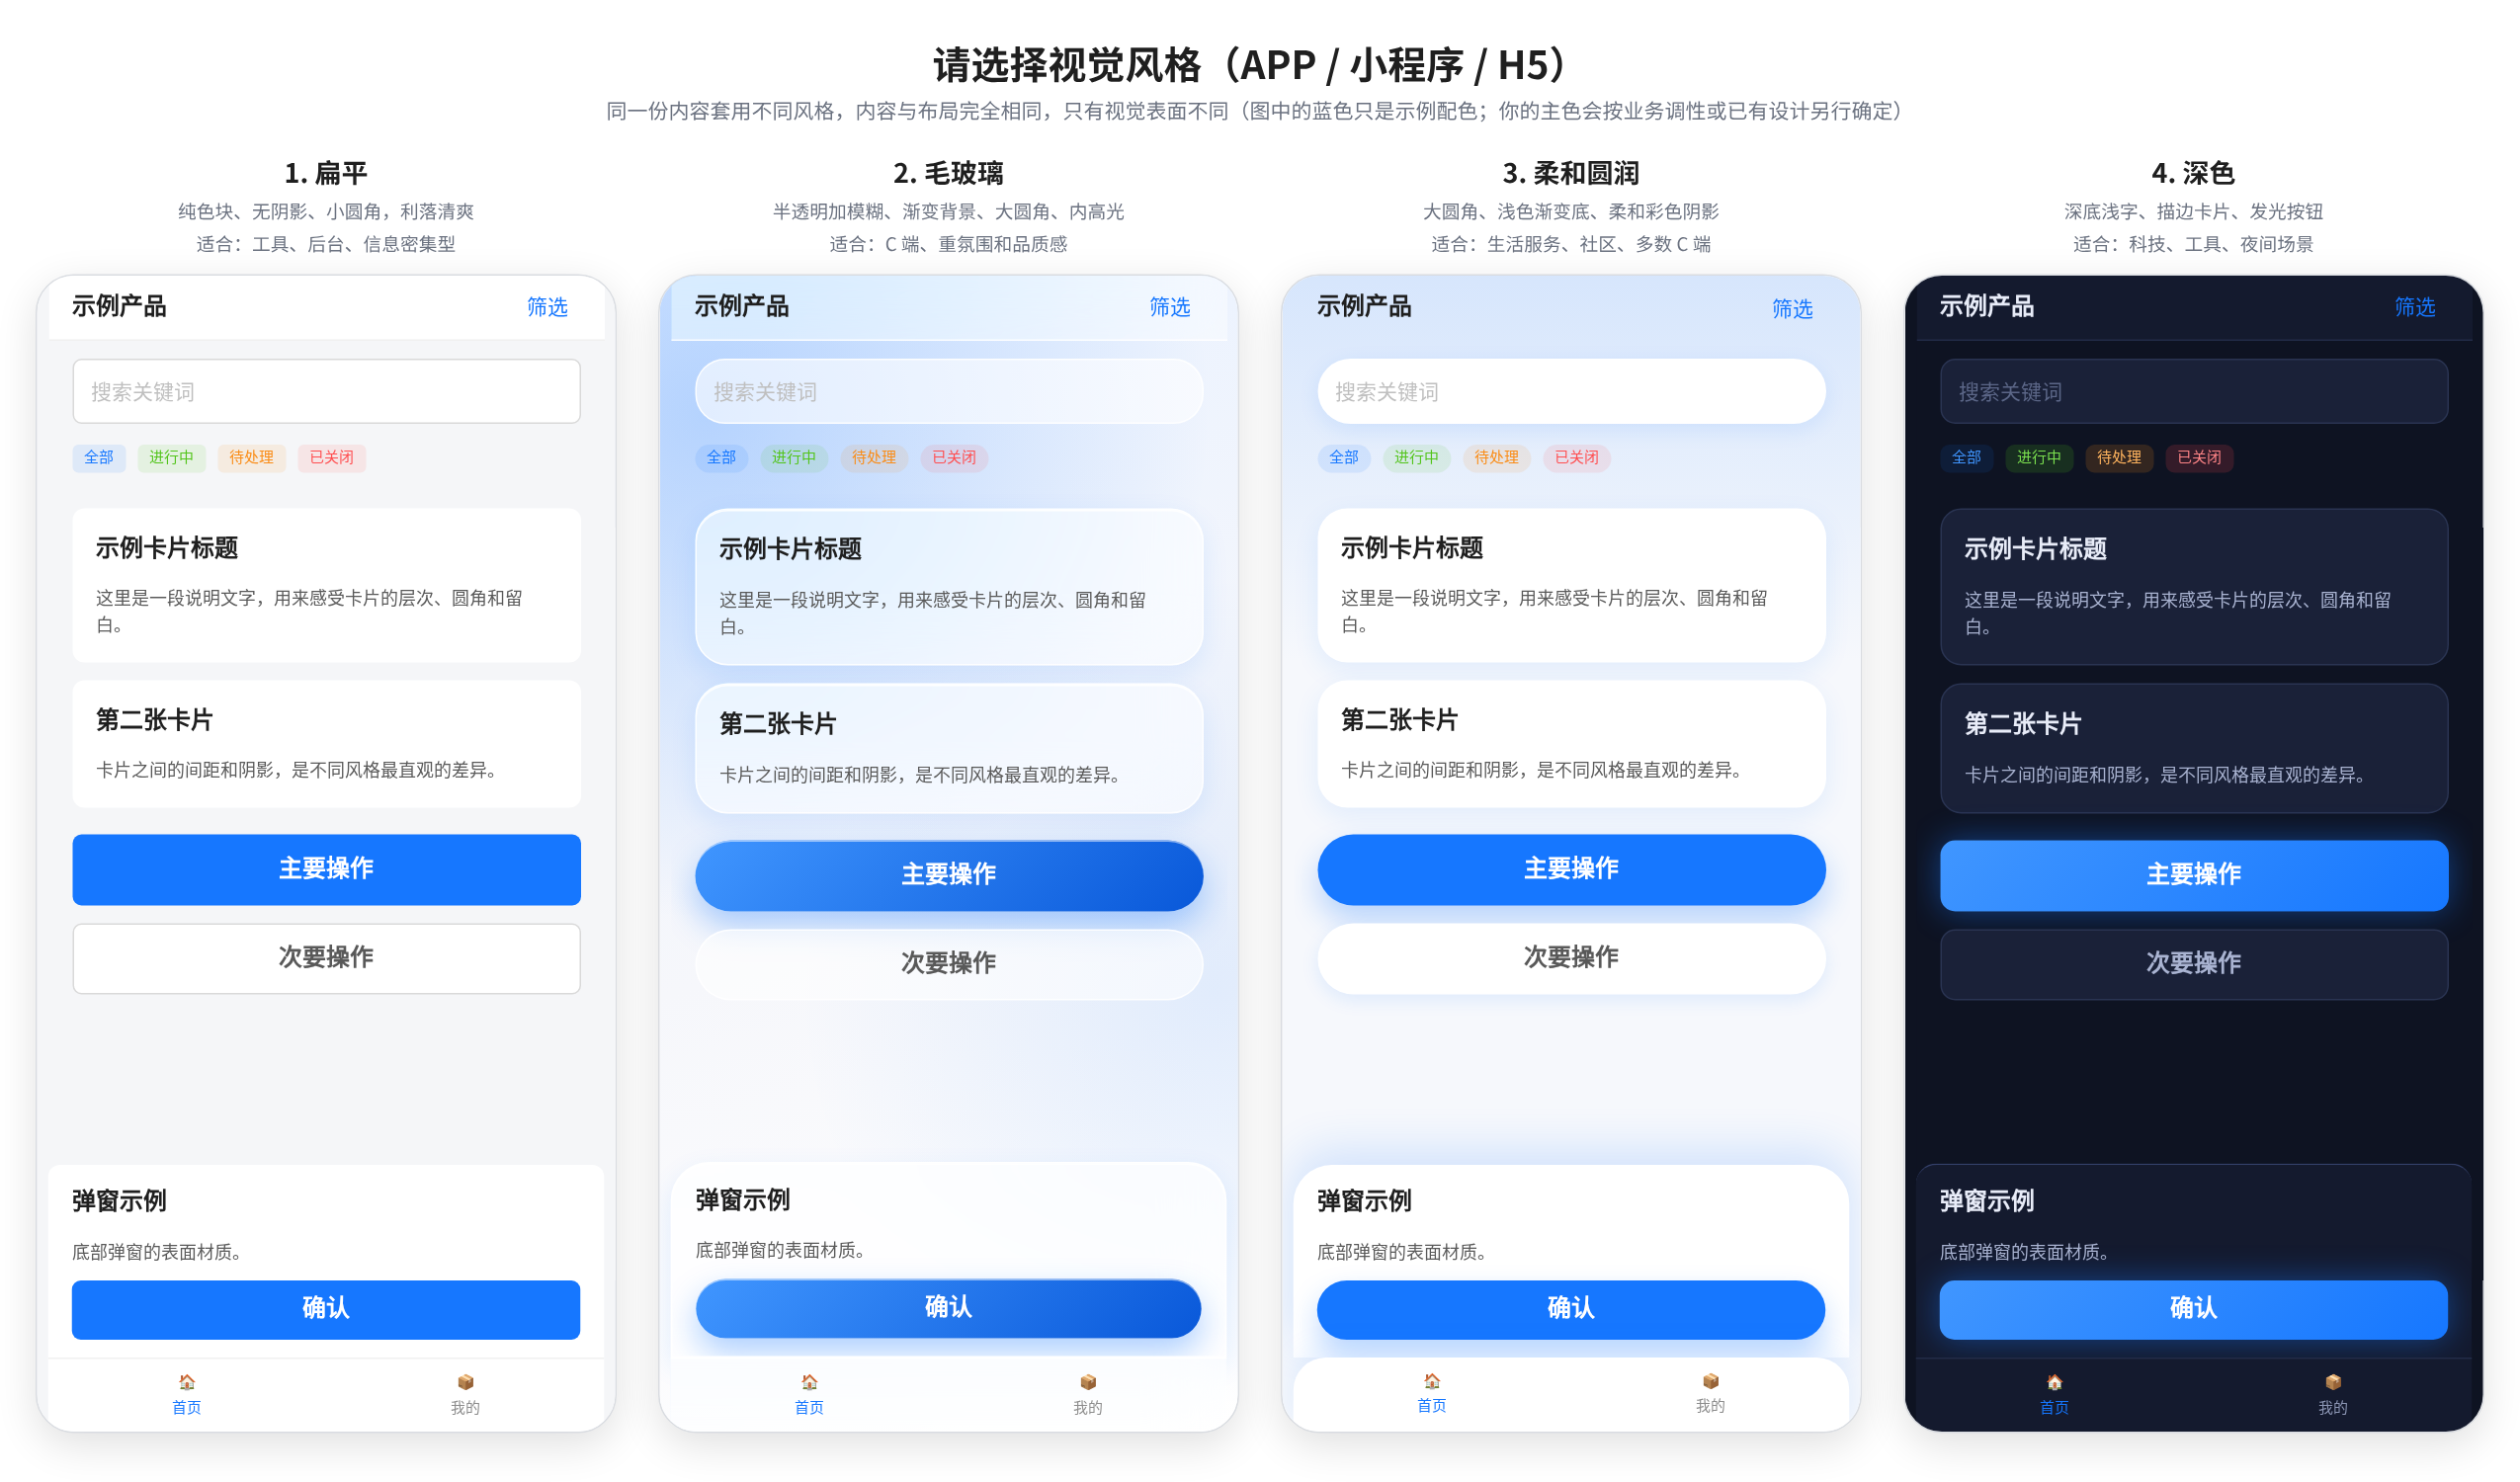 请选择视觉风格（APP / 小程序 / H5）
同一份内容套用不同风格，内容与布局完全相同，只有视觉表面不同（图中的蓝色只是示例配色；你的主色会按业务调性或已有设计另行确定）
1. 扁平
纯色块、无阴影、小圆角，利落清爽
适合：工具、后台、信息密集型
示例产品
筛选
搜索关键词
全部
进行中
待处理
已关闭
示例卡片标题
这里是一段说明文字，用来感受卡片的层次、圆角和留
白。
第二张卡片
卡片之间的间距和阴影，是不同风格最直观的差异。
主要操作
次要操作
弹窗示例
底部弹窗的表面材质。
确认
首页
我的
2. 毛玻璃
半透明加模糊、渐变背景、大圆角、内高光
适合：C 端、重氛围和品质感
示例产品
筛选
搜索关键词
全部
进行中
待处理
已关闭
示例卡片标题
这里是一段说明文字，用来感受卡片的层次、圆角和留
白。
第二张卡片
卡片之间的间距和阴影，是不同风格最直观的差异。
主要操作
次要操作
弹窗示例
底部弹窗的表面材质。
确认
首页
我的
3. 柔和圆润
大圆角、浅色渐变底、柔和彩色阴影
适合：生活服务、社区、多数 C 端
示例产品
筛选
搜索关键词
全部
进行中
待处理
已关闭
示例卡片标题
这里是一段说明文字，用来感受卡片的层次、圆角和留
白。
第二张卡片
卡片之间的间距和阴影，是不同风格最直观的差异。
主要操作
次要操作
弹窗示例
底部弹窗的表面材质。
确认
首页
我的
4. 深色
深底浅字、描边卡片、发光按钮
适合：科技、工具、夜间场景
示例产品
筛选
搜索关键词
全部
进行中
待处理
已关闭
示例卡片标题
这里是一段说明文字，用来感受卡片的层次、圆角和留
白。
第二张卡片
卡片之间的间距和阴影，是不同风格最直观的差异。
主要操作
次要操作
弹窗示例
底部弹窗的表面材质。
确认
首页
我的